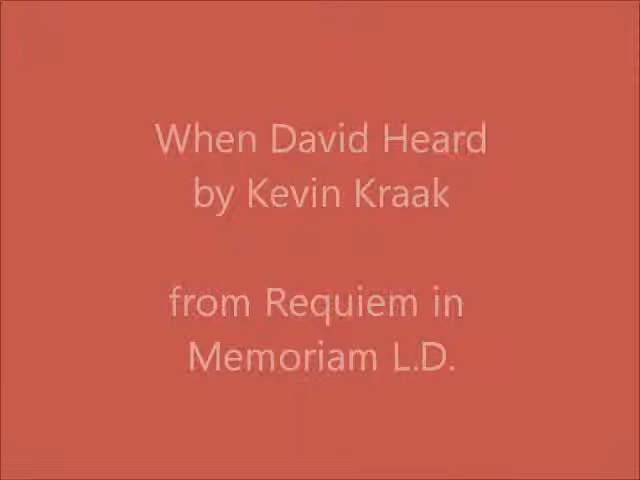 When David Heard
by Kevin Kraak
from Requiem in
Memoriam L.D.